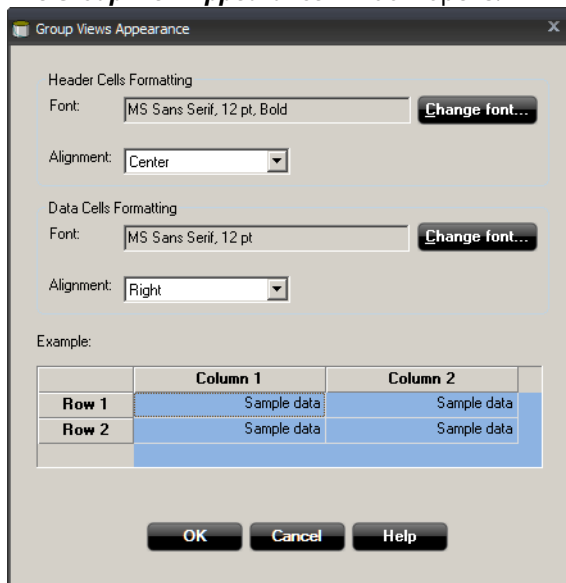 Group Views Appearance
Header Cells Formatting
Font: MS Sans Serif, 12 pt, Bold Change font...
Alignment: Center
Data Cells Formatting
Font: MS Sans Serif, 12 pt Change font...
Alignment: Right
Example:
Column 1 Column 2
Row 1 Sample data Sample data
Row 2 Sample data Sample data
OK Cancel Help